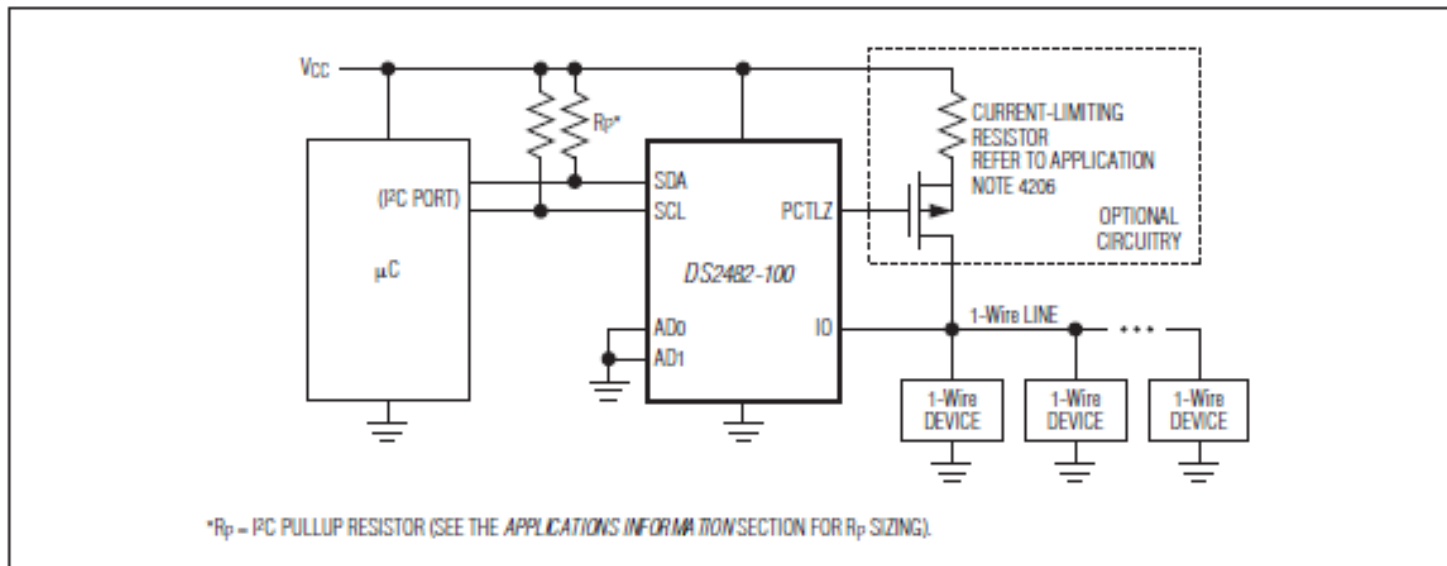 VCC
RP*
CURRENT-LIMITING
RESISTOR
REFER TO APPLICATION
NOTE 4206
OPTIONAL
CIRCUITRY
(I²C PORT)
µC
SDA
SCL
PCTLZ
DS2482-100
AD0
AD1
IO
1-Wire LINE
1-Wire
DEVICE
1-Wire
DEVICE
1-Wire
DEVICE
*RP = I²C PULLUP RESISTOR (SEE THE APPLICATIONS INFORMATION SECTION FOR RP SIZING).